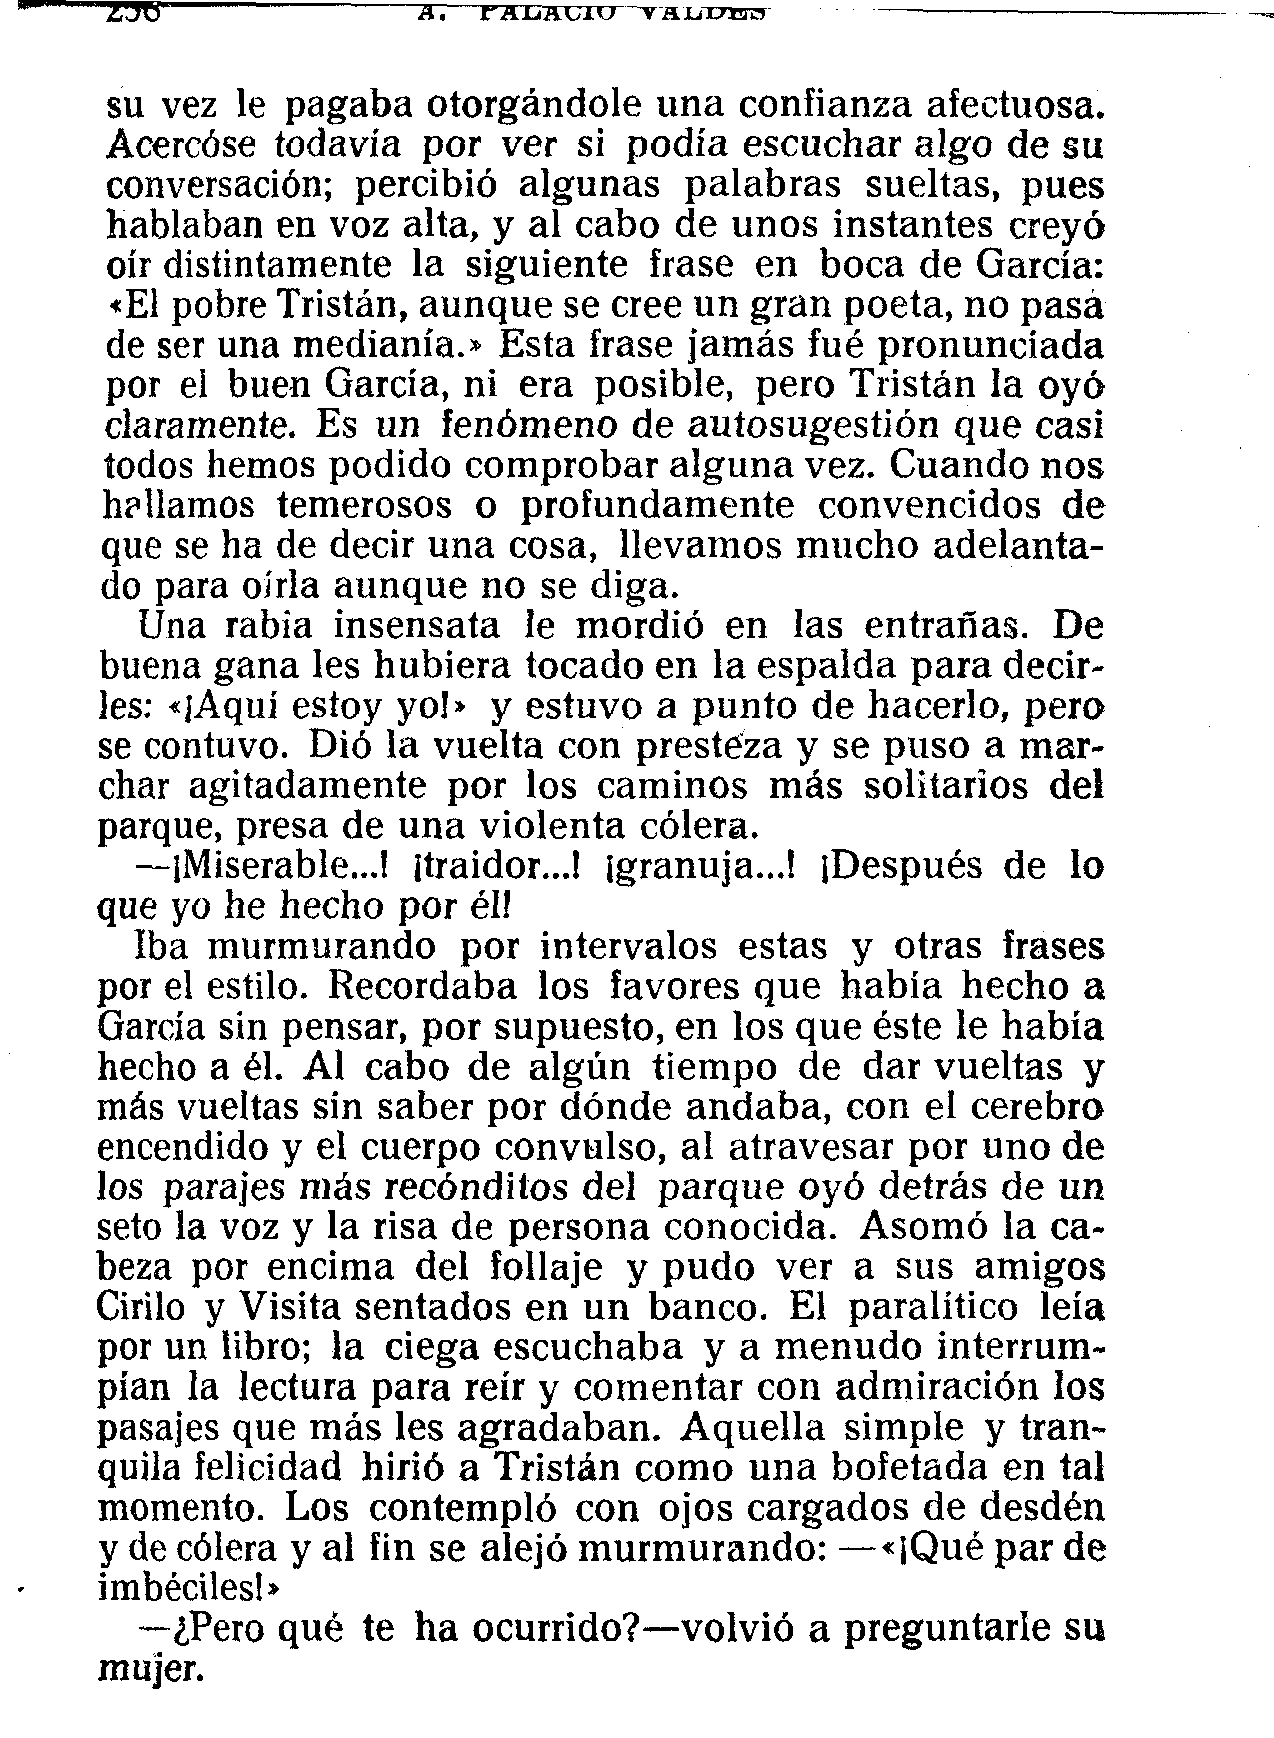 A. PALACIO VALDÉS
su vez le pagaba otorgándole una confianza afectuosa.
Acercóse todavía por ver si podía escuchar algo de su
conversación; percibió algunas palabras sueltas, pues
hablaban en voz alta, y al cabo de unos instantes creyó
oír distintamente la siguiente frase en boca de García:
«El pobre Tristán, aunque se cree un gran poeta, no pasa
de ser una medianía.» Esta frase jamás fué pronunciada
por el buen García, ni era posible, pero Tristán la oyó
claramente. Es un fenómeno de autosugestión que casi
todos hemos podido comprobar alguna vez. Cuando nos
hallamos temerosos o profundamente convencidos de
que se ha de decir una cosa, llevamos mucho adelanta-
do para oírla aunque no se diga.
Una rabia insensata le mordió en las entrañas. De
buena gana les hubiera tocado en la espalda para decir-
les: «¡Aquí estoy yo!» y estuvo a punto de hacerlo, pero
se contuvo. Dió la vuelta con presteza y se puso a mar-
char agitadamente por los caminos más solitarios del
parque, presa de una violenta cólera.
—¡Miserable...! ¡traidor...! ¡granuja...! ¡Después de lo
que yo he hecho por él!
Iba murmurando por intervalos estas y otras frases
por el estilo. Recordaba los favores que había hecho a
García sin pensar, por supuesto, en los que éste le había
hecho a él. Al cabo de algún tiempo de dar vueltas y
más vueltas sin saber por dónde andaba, con el cerebro
encendido y el cuerpo convulso, al atravesar por uno de
los parajes más recónditos del parque oyó detrás de un
seto la voz y la risa de persona conocida. Asomó la ca-
beza por encima del follaje y pudo ver a sus amigos
Cirilo y Visita sentados en un banco. El paralítico leía
por un libro; la ciega escuchaba y a menudo interrum-
pían la lectura para reír y comentar con admiración los
pasajes que más les agradaban. Aquella simple y tran-
quila felicidad hirió a Tristán como una bofetada en tal
momento. Los contempló con ojos cargados de desdén
y de cólera y al fin se alejó murmurando: —«¡Qué par de
imbéciles!»
—¿Pero qué te ha ocurrido?—volvió a preguntarle su
mujer.